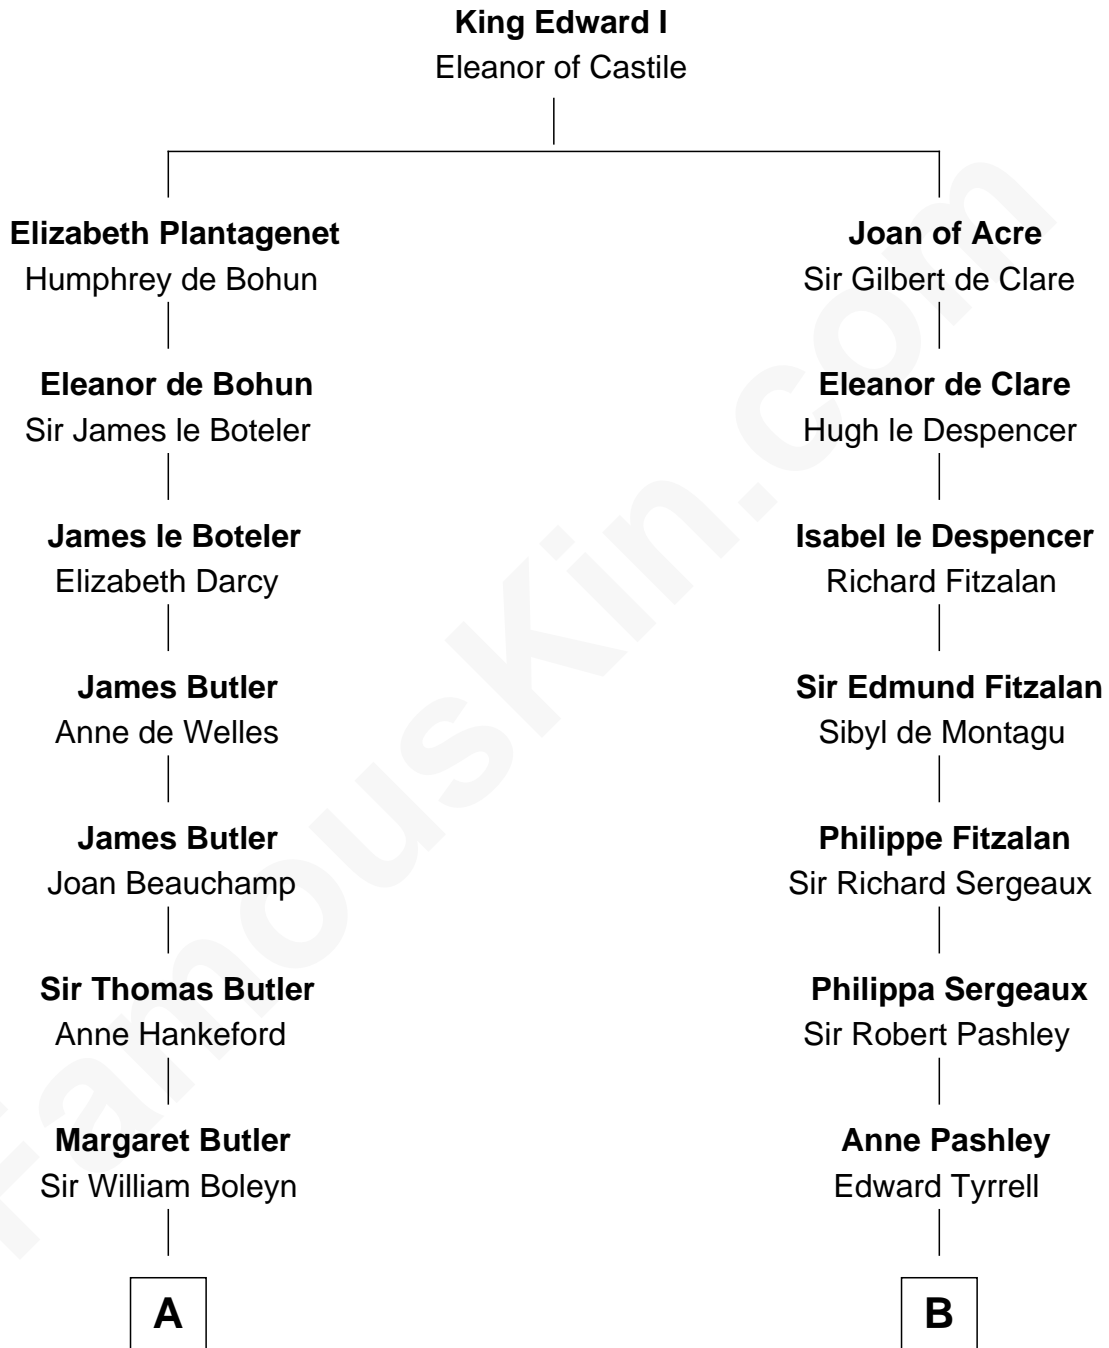 King Edward I
Eleanor of Castile
Elizabeth Plantagenet
Humphrey de Bohun
Joan of Acre
Sir Gilbert de Clare
Eleanor de Bohun
Sir James le Boteler
Eleanor de Clare
Hugh le Despencer
James le Boteler
Elizabeth Darcy
Isabel le Despencer
Richard Fitzalan
James Butler
Anne de Welles
Sir Edmund Fitzalan
Sibyl de Montagu
James Butler
Joan Beauchamp
Philippe Fitzalan
Sir Richard Sergeaux
Sir Thomas Butler
Anne Hankeford
Philippa Sergeaux
Sir Robert Pashley
Margaret Butler
Sir William Boleyn
Anne Pashley
Edward Tyrrell
A
B
FamousKin.com